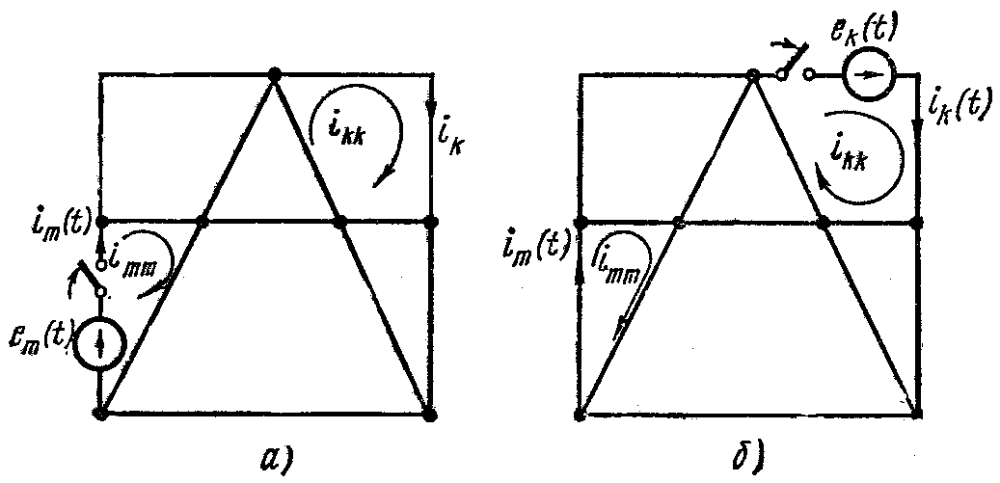 e_k(t)
i_kk
i_k
i_k(t)
i_kk
i_m(t)
i_mm
i_m(t)
i_mm
e_m(t)
а)
б)